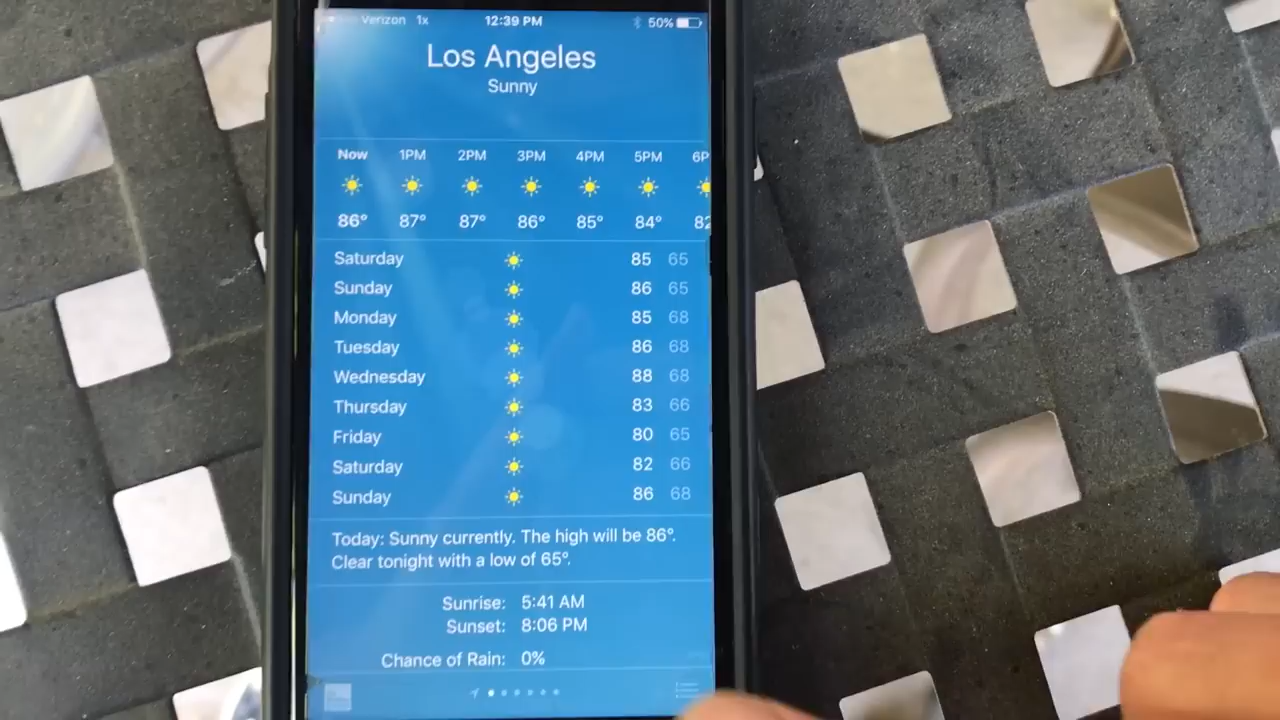 Verizon 1x 12:39 PM 50%
Los Angeles
Sunny
Now 1PM 2PM 3PM 4PM 5PM 6P
86° 87° 87° 86° 85° 84° 82
Saturday 85 65
Sunday 86 65
Monday 85 68
Tuesday 86 68
Wednesday 88 68
Thursday 83 66
Friday 80 65
Saturday 82 66
Sunday 86 68
Today: Sunny currently. The high will be 86°.
Clear tonight with a low of 65°.
Sunrise: 5:41 AM
Sunset: 8:06 PM
Chance of Rain: 0%